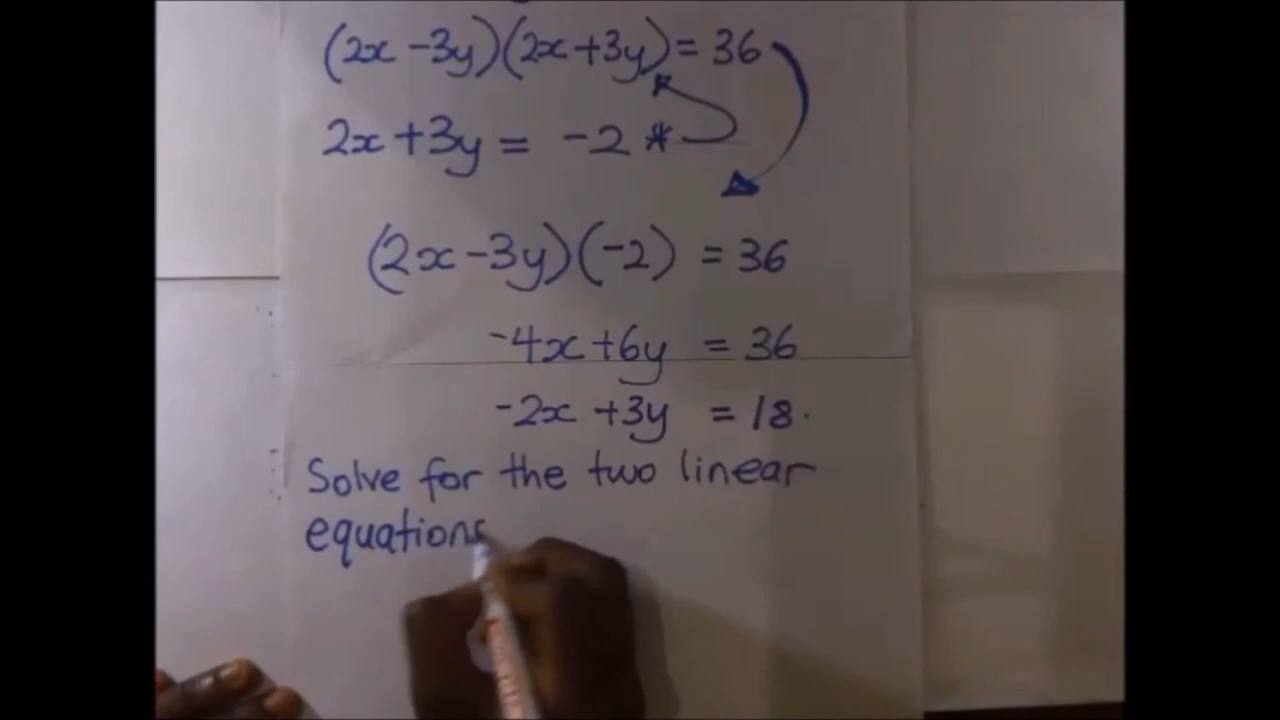 (2x -3y)(2x+3y)= 36
2x +3y = -2 *
(2x -3y)(-2) = 36
-4x +6y = 36
-2x +3y = 18.
Solve for the two linear
equations